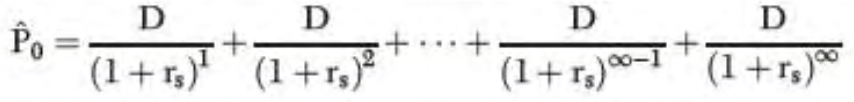 P̂₀ = D/(1 + rₛ)¹ + D/(1 + rₛ)² + ⋯ + D/(1 + rₛ)^(∞−1) + D/(1 + rₛ)^∞